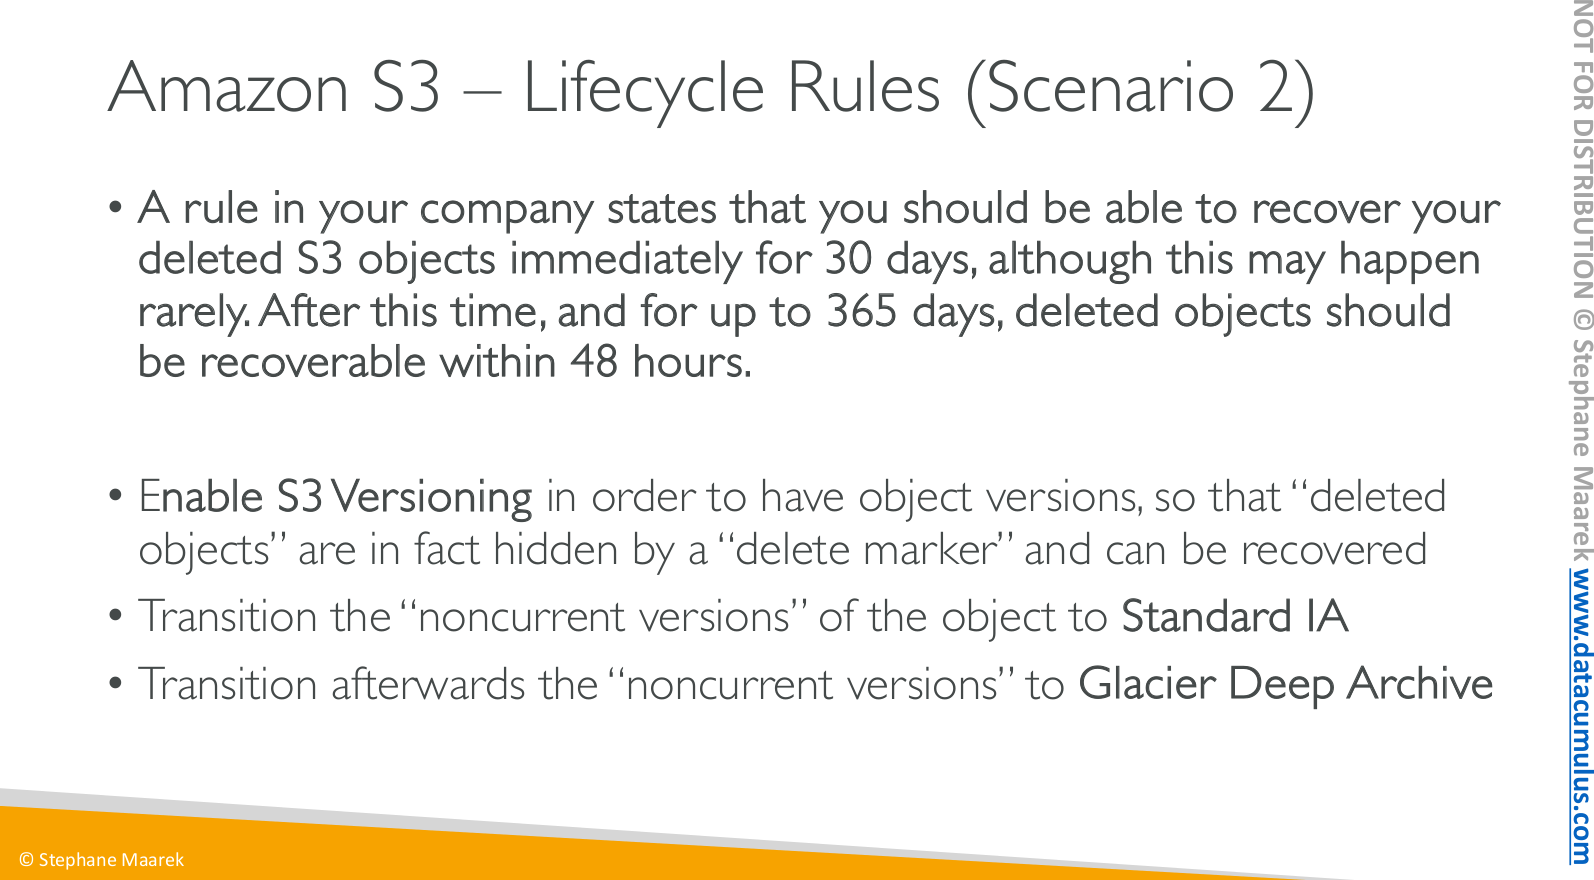 Amazon S3 – Lifecycle Rules (Scenario 2)
• A rule in your company states that you should be able to recover your
deleted S3 objects immediately for 30 days, although this may happen
rarely. After this time, and for up to 365 days, deleted objects should
be recoverable within 48 hours.
• Enable S3 Versioning in order to have object versions, so that “deleted
objects” are in fact hidden by a “delete marker” and can be recovered
• Transition the “noncurrent versions” of the object to Standard IA
• Transition afterwards the “noncurrent versions” to Glacier Deep Archive
© Stephane Maarek
NOT FOR DISTRIBUTION © Stephane Maarek www.datacumulus.com